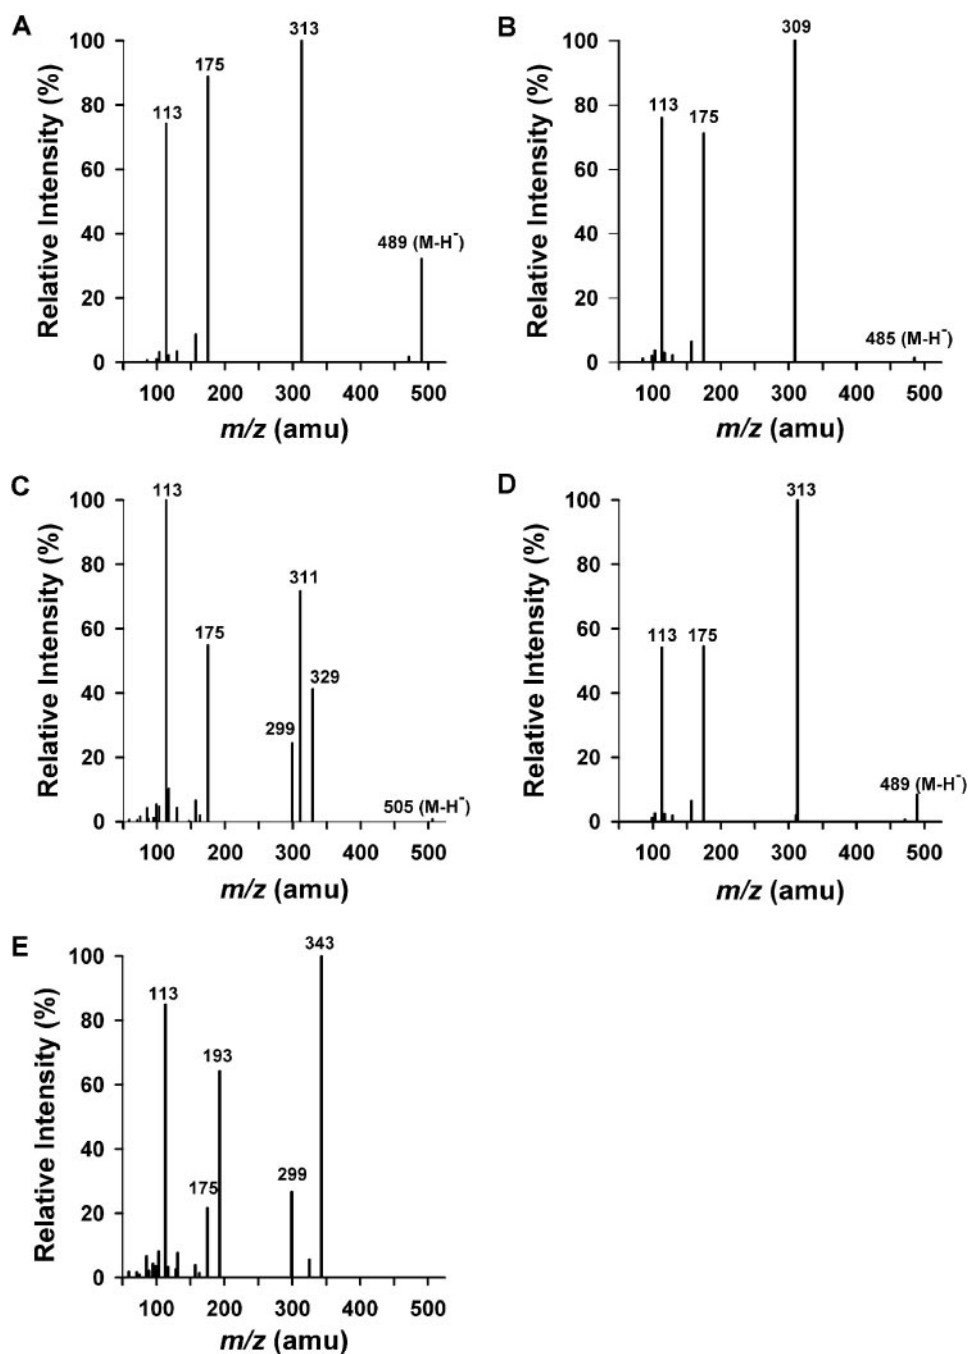 A
Relative Intensity (%)
100
80
60
40
20
0
113
175
313
489 (M-H⁻)
100 200 300 400 500
m/z (amu)
B
Relative Intensity (%)
100
80
60
40
20
0
113
175
309
485 (M-H⁻)
100 200 300 400 500
m/z (amu)
C
Relative Intensity (%)
100
80
60
40
20
0
113
175
299
311
329
505 (M-H⁻)
100 200 300 400 500
m/z (amu)
D
Relative Intensity (%)
100
80
60
40
20
0
113
175
313
489 (M-H⁻)
100 200 300 400 500
m/z (amu)
E
Relative Intensity (%)
100
80
60
40
20
0
113
175
193
299
343
100 200 300 400 500
m/z (amu)